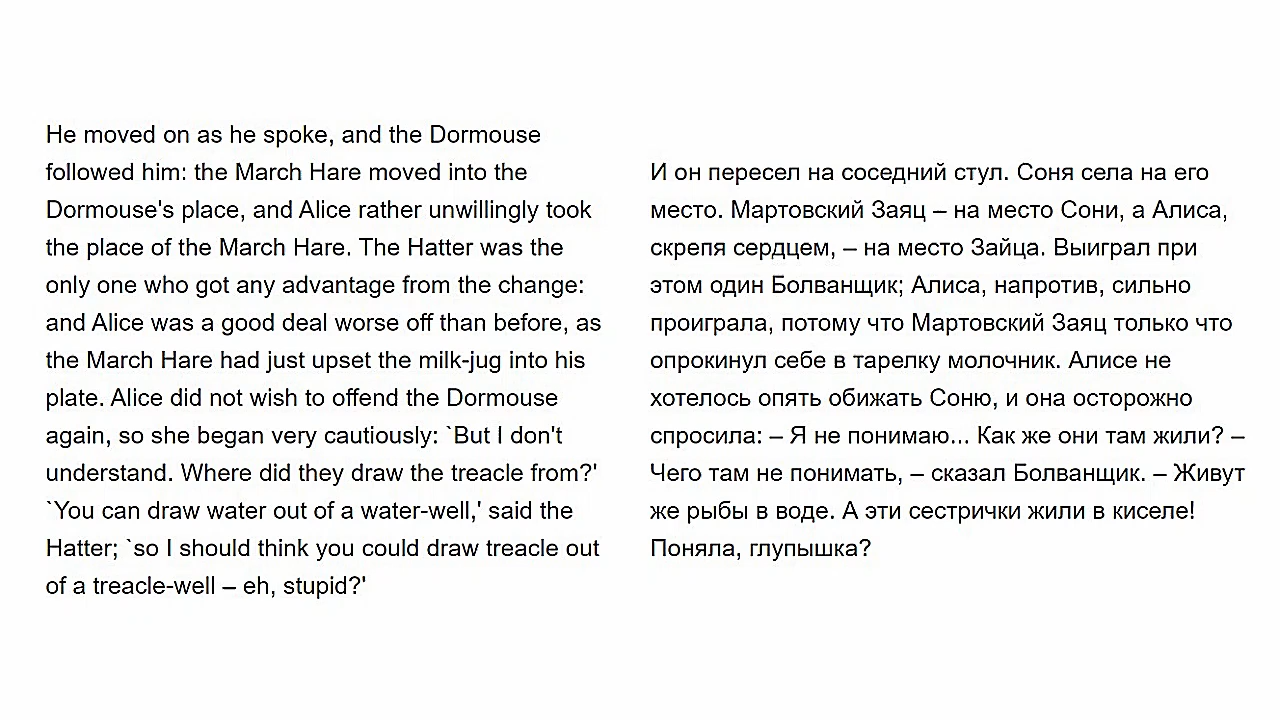 He moved on as he spoke, and the Dormouse
followed him: the March Hare moved into the
Dormouse's place, and Alice rather unwillingly took
the place of the March Hare. The Hatter was the
only one who got any advantage from the change:
and Alice was a good deal worse off than before, as
the March Hare had just upset the milk-jug into his
plate. Alice did not wish to offend the Dormouse
again, so she began very cautiously: `But I don't
understand. Where did they draw the treacle from?'
`You can draw water out of a water-well,' said the
Hatter; `so I should think you could draw treacle out
of a treacle-well – eh, stupid?'
И он пересел на соседний стул. Соня села на его
место. Мартовский Заяц – на место Сони, а Алиса,
скрепя сердцем, – на место Зайца. Выиграл при
этом один Болванщик; Алиса, напротив, сильно
проиграла, потому что Мартовский Заяц только что
опрокинул себе в тарелку молочник. Алисе не
хотелось опять обижать Соню, и она осторожно
спросила: – Я не понимаю... Как же они там жили? –
Чего там не понимать, – сказал Болванщик. – Живут
же рыбы в воде. А эти сестрички жили в киселе!
Поняла, глупышка?